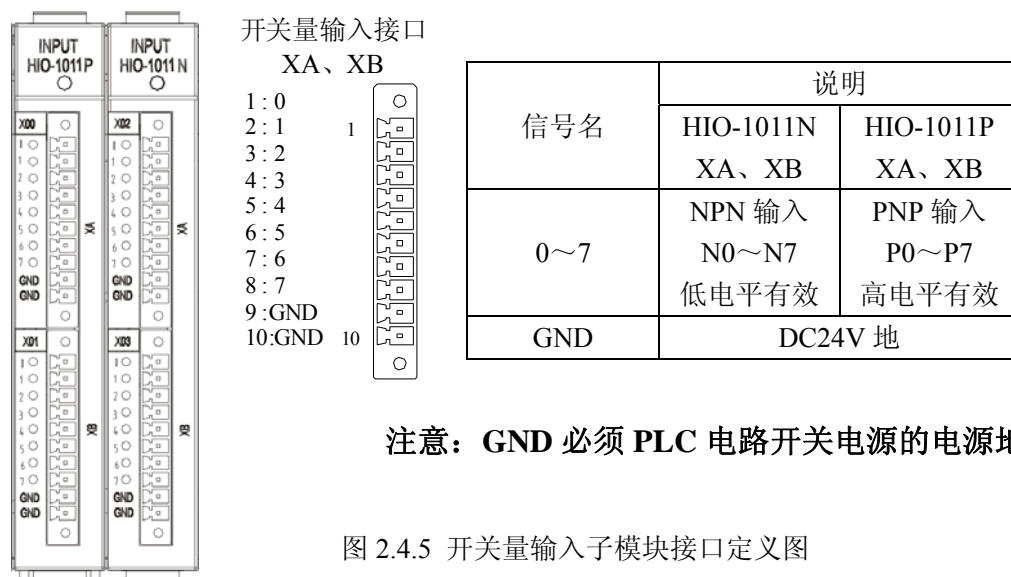 INPUT
HIO-1011P
X00
0
1
2
3
4
5
6
7
GND
GND
XA
X01
0
1
2
3
4
5
6
7
GND
GND
XB
INPUT
HIO-1011N
X02
0
1
2
3
4
5
6
7
GND
GND
XA
X03
0
1
2
3
4
5
6
7
GND
GND
XB
开关量输入接口
XA、XB
1 : 0
2 : 1
3 : 2
4 : 3
5 : 4
6 : 5
7 : 6
8 : 7
9 :GND
10:GND
1
10
信号名
说明
HIO-1011N
XA、XB
HIO-1011P
XA、XB
0～7
NPN 输入
N0～N7
低电平有效
PNP 输入
P0～P7
高电平有效
GND
DC24V 地
注意：GND 必须 PLC 电路开关电源的电源地
图 2.4.5 开关量输入子模块接口定义图